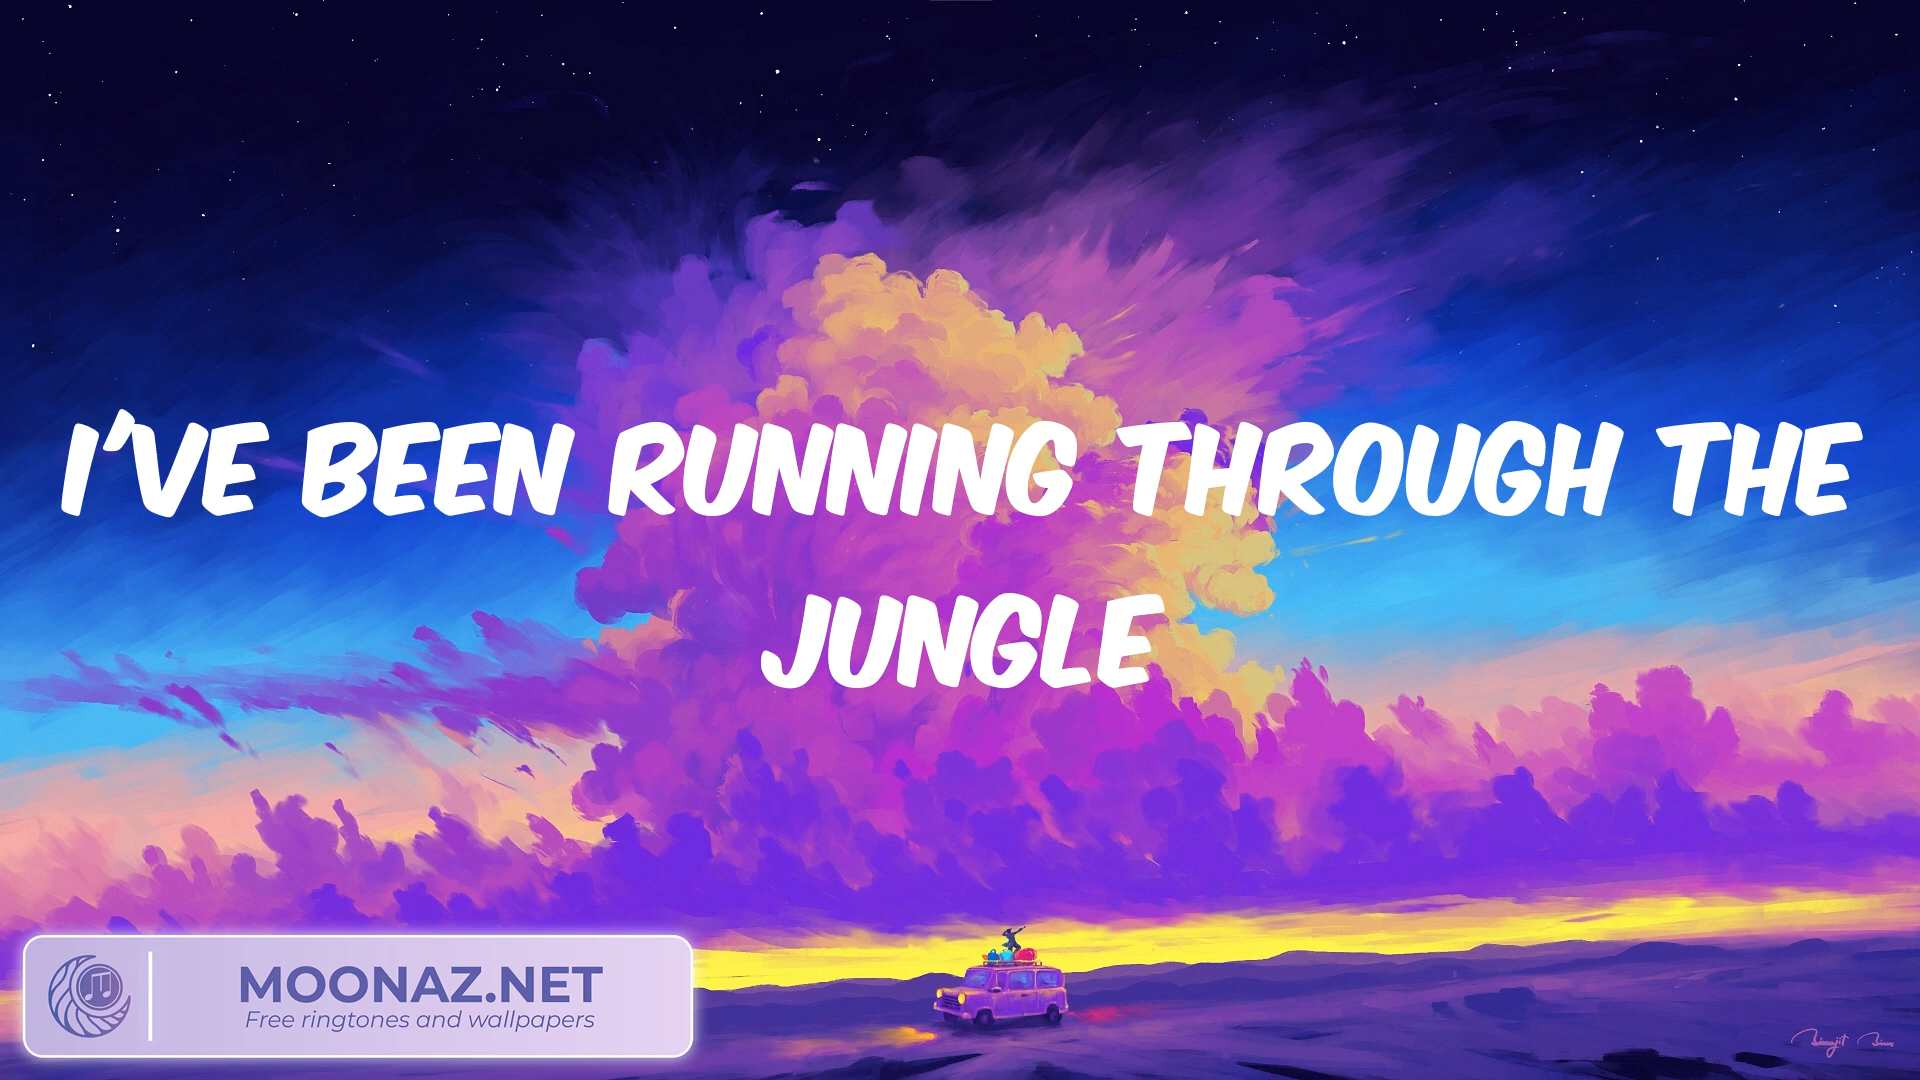 I'VE BEEN RUNNING THROUGH THE
JUNGLE
MOONAZ.NET
Free ringtones and wallpapers